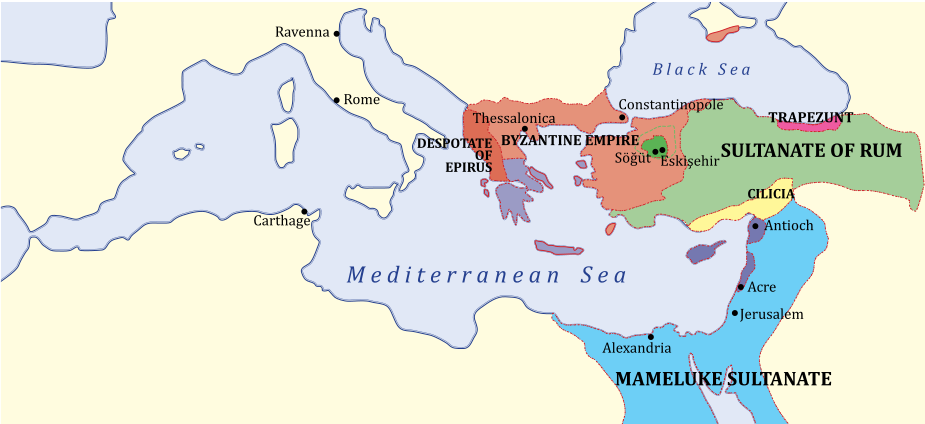 Ravenna
Black Sea
Rome
Constantinopole
Thessalonica
TRAPEZUNT
DESPOTATE
OF
EPIRUS
BYZANTINE EMPIRE
SULTANATE OF RUM
Söğüt
Eskişehir
CILICIA
Carthage
Antioch
Mediterranean Sea
Acre
Jerusalem
Alexandria
MAMELUKE SULTANATE